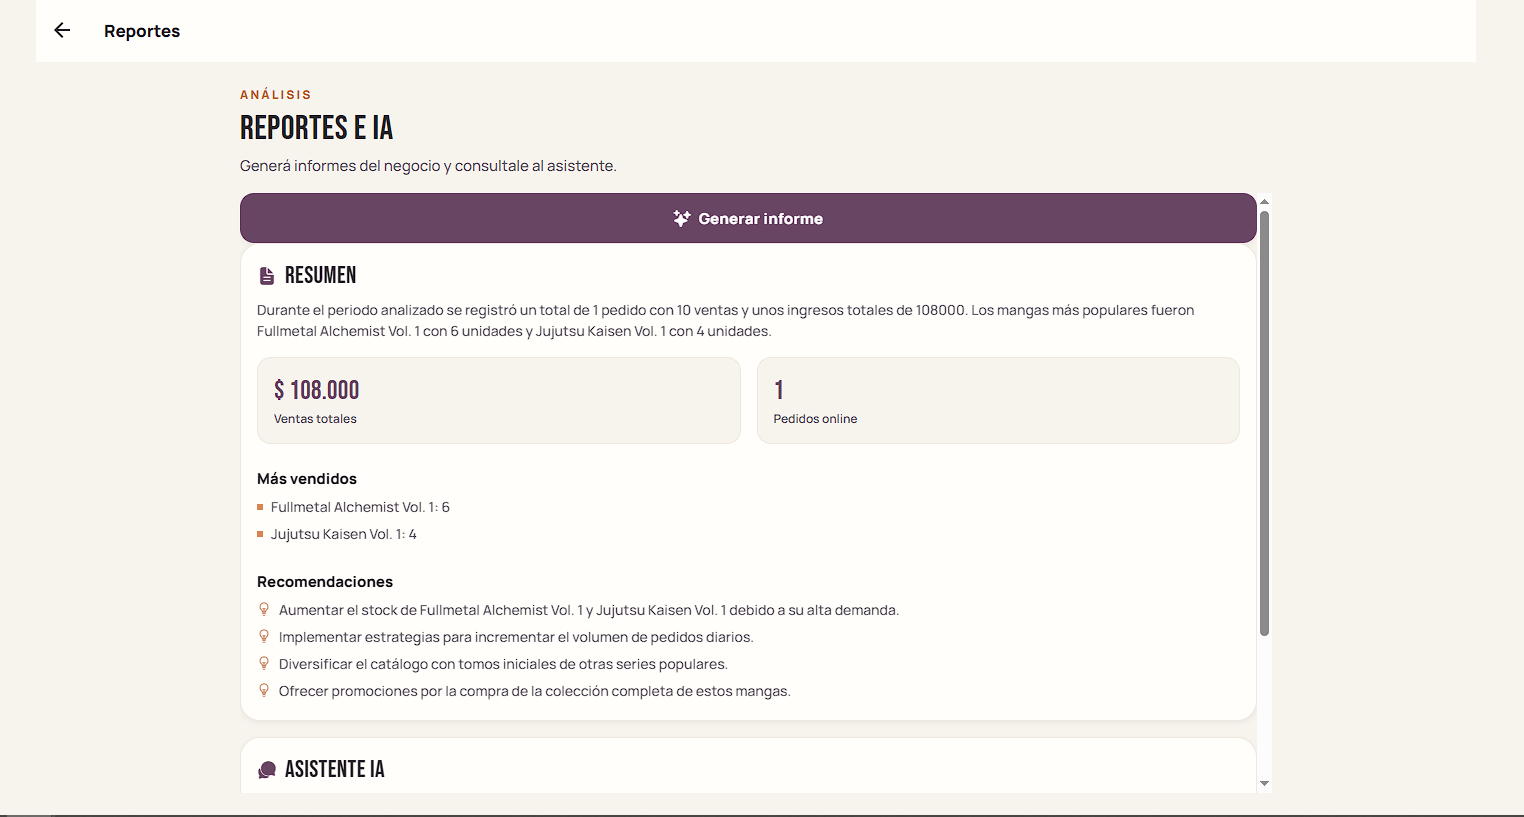 Reportes
ANÁLISIS
REPORTES E IA
Generá informes del negocio y consultale al asistente.
Generar informe
RESUMEN
Durante el periodo analizado se registró un total de 1 pedido con 10 ventas y unos ingresos totales de 108000. Los mangas más populares fueron
Fullmetal Alchemist Vol. 1 con 6 unidades y Jujutsu Kaisen Vol. 1 con 4 unidades.
$ 108.000
Ventas totales
1
Pedidos online
Más vendidos
Fullmetal Alchemist Vol. 1: 6
Jujutsu Kaisen Vol. 1: 4
Recomendaciones
Aumentar el stock de Fullmetal Alchemist Vol. 1 y Jujutsu Kaisen Vol. 1 debido a su alta demanda.
Implementar estrategias para incrementar el volumen de pedidos diarios.
Diversificar el catálogo con tomos iniciales de otras series populares.
Ofrecer promociones por la compra de la colección completa de estos mangas.
ASISTENTE IA